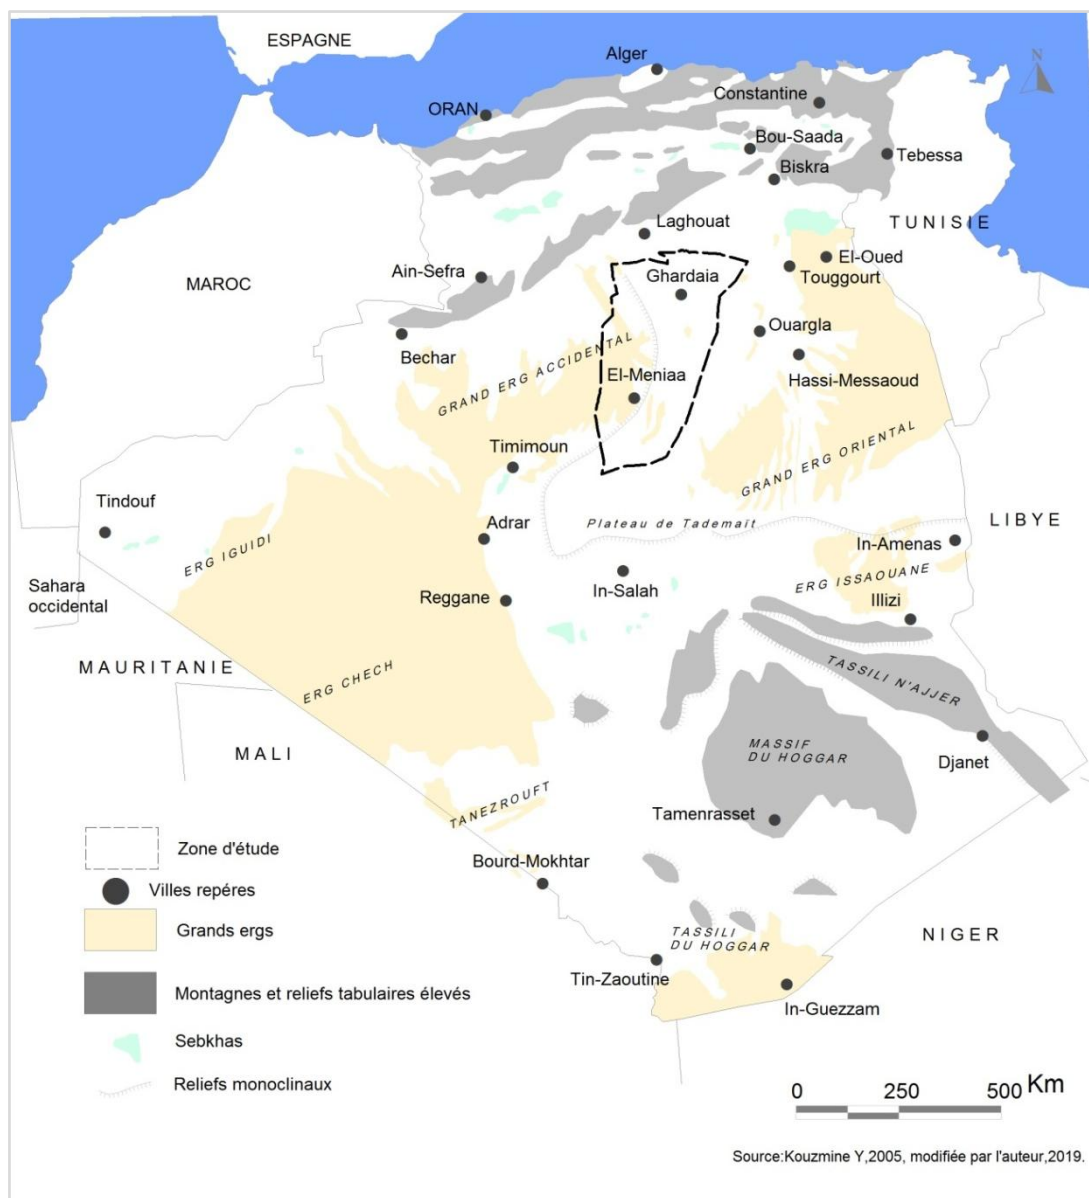 ESPAGNE
Alger
N
Constantine
ORAN
Bou-Saada
Tebessa
Biskra
Laghouat
TUNISIE
El-Oued
Ain-Sefra
Ghardaia
Touggourt
MAROC
Ouargla
Bechar
GRAND ERG ACCIDENTAL
El-Meniaa
Hassi-Messaoud
GRAND ERG ORIENTAL
Timimoun
Tindouf
Plateau de Tademaït
LIBYE
Adrar
In-Amenas
ERG IGUIDI
Sahara
occidental
In-Salah
ERG ISSAOUANE
Reggane
Illizi
MAURITANIE
ERG CHECH
TASSILI N'AJJER
MALI
MASSIF
DU HOGGAR
Djanet
TANEZROUFT
Tamenrasset
Zone d'étude
Bourd-Mokhtar
Villes repéres
Grands ergs
TASSILI
DU HOGGAR
NIGER
Tin-Zaoutine
Montagnes et reliefs tabulaires élevés
In-Guezzam
Sebkhas
Reliefs monoclinaux
0 250 500 Km
Source:Kouzmine Y,2005, modifiée par l'auteur,2019.